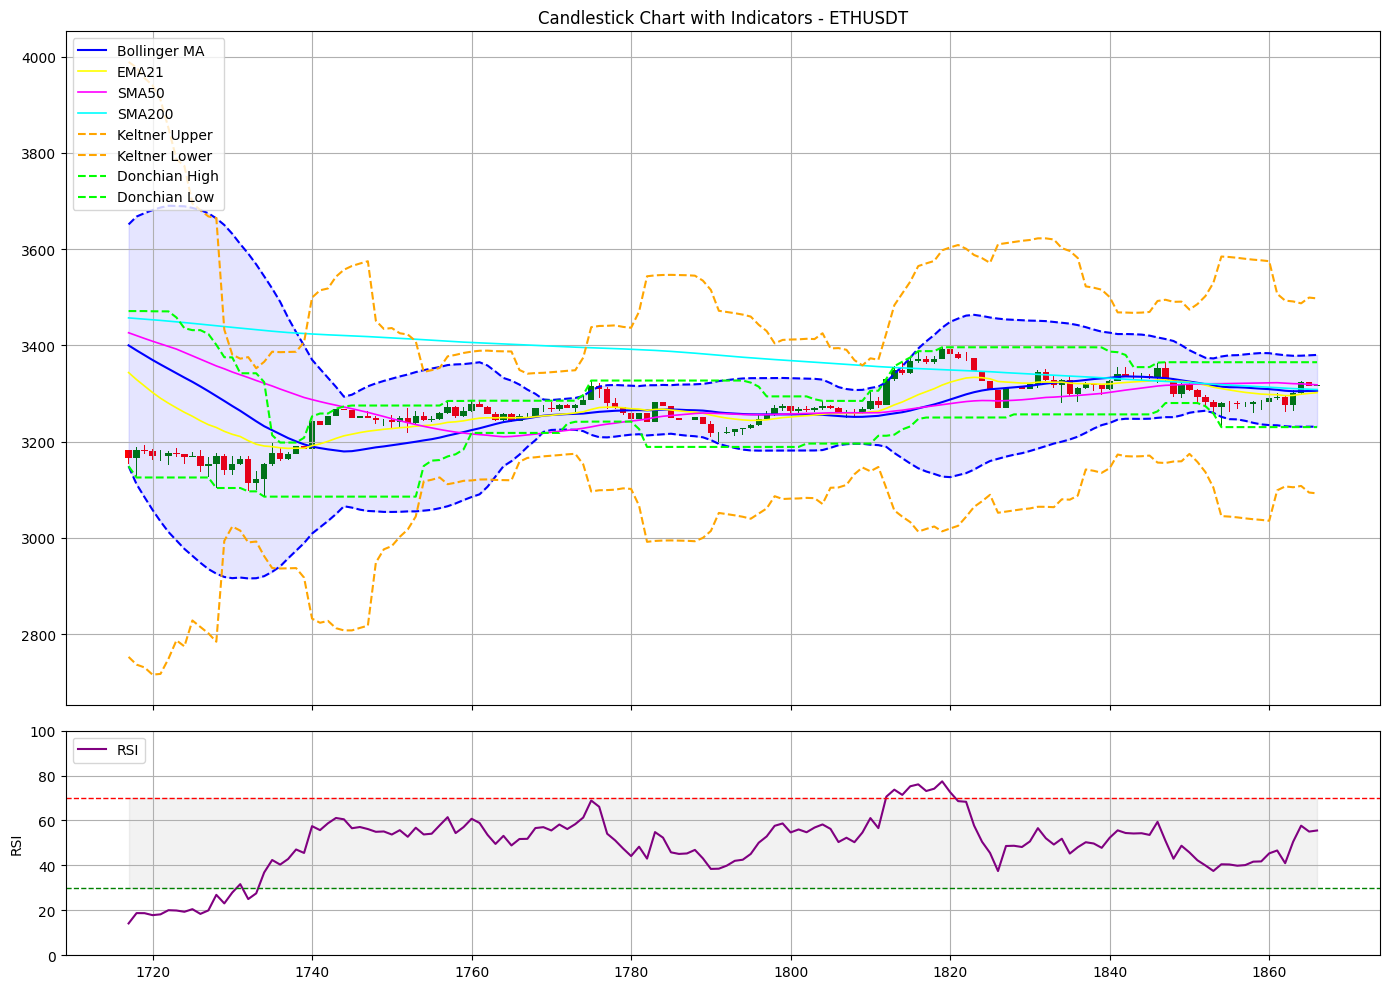 Candlestick Chart with Indicators - ETHUSDT
4000
3800
3600
3400
3200
3000
2800
Bollinger MA
EMA21
SMA50
SMA200
Keltner Upper
Keltner Lower
Donchian High
Donchian Low
100
80
60
40
20
0
RSI
RSI
1720 1740 1760 1780 1800 1820 1840 1860